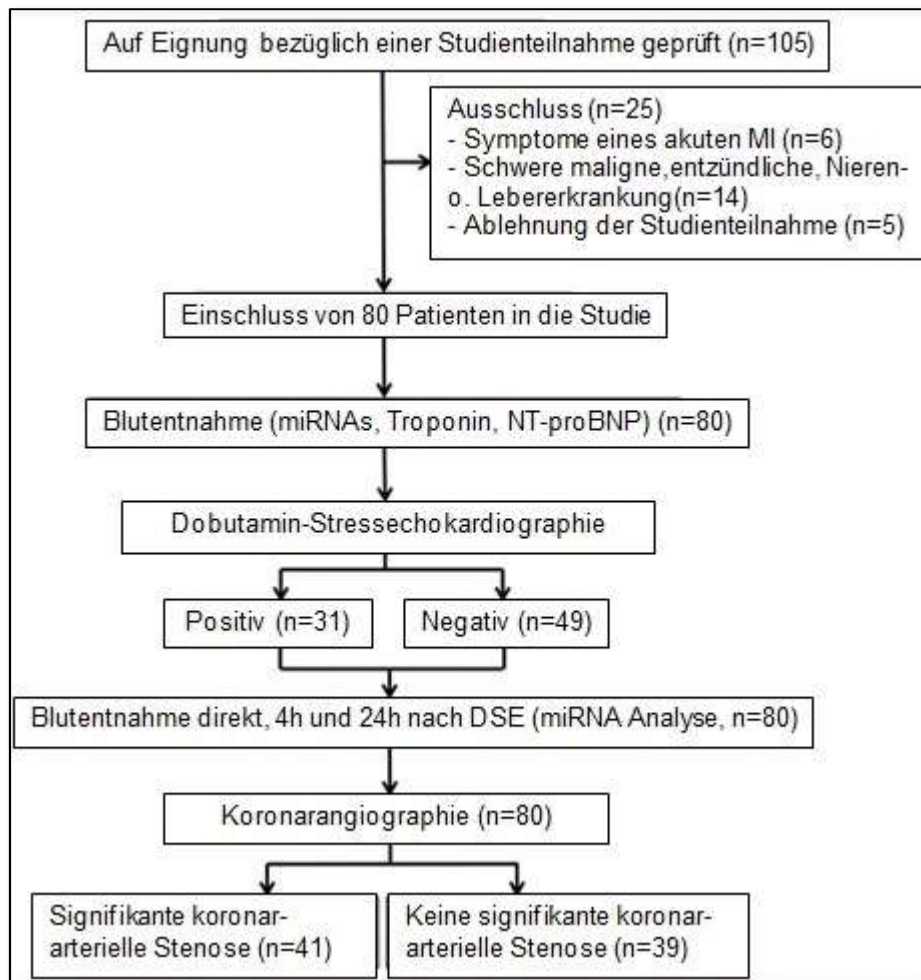 Auf Eignung bezüglich einer Studienteilnahme geprüft (n=105)
Ausschluss (n=25)
- Symptome eines akuten MI (n=6)
- Schwere maligne,entzündliche, Nieren-
o. Lebererkrankung(n=14)
- Ablehnung der Studienteilnahme (n=5)
Einschluss von 80 Patienten in die Studie
Blutentnahme (miRNAs, Troponin, NT-proBNP) (n=80)
Dobutamin-Stressechokardiographie
Positiv (n=31)
Negativ (n=49)
Blutentnahme direkt, 4h und 24h nach DSE (miRNA Analyse, n=80)
Koronarangiographie (n=80)
Signifikante koronar-
arterielle Stenose (n=41)
Keine signifikante koronar-
arterielle Stenose (n=39)